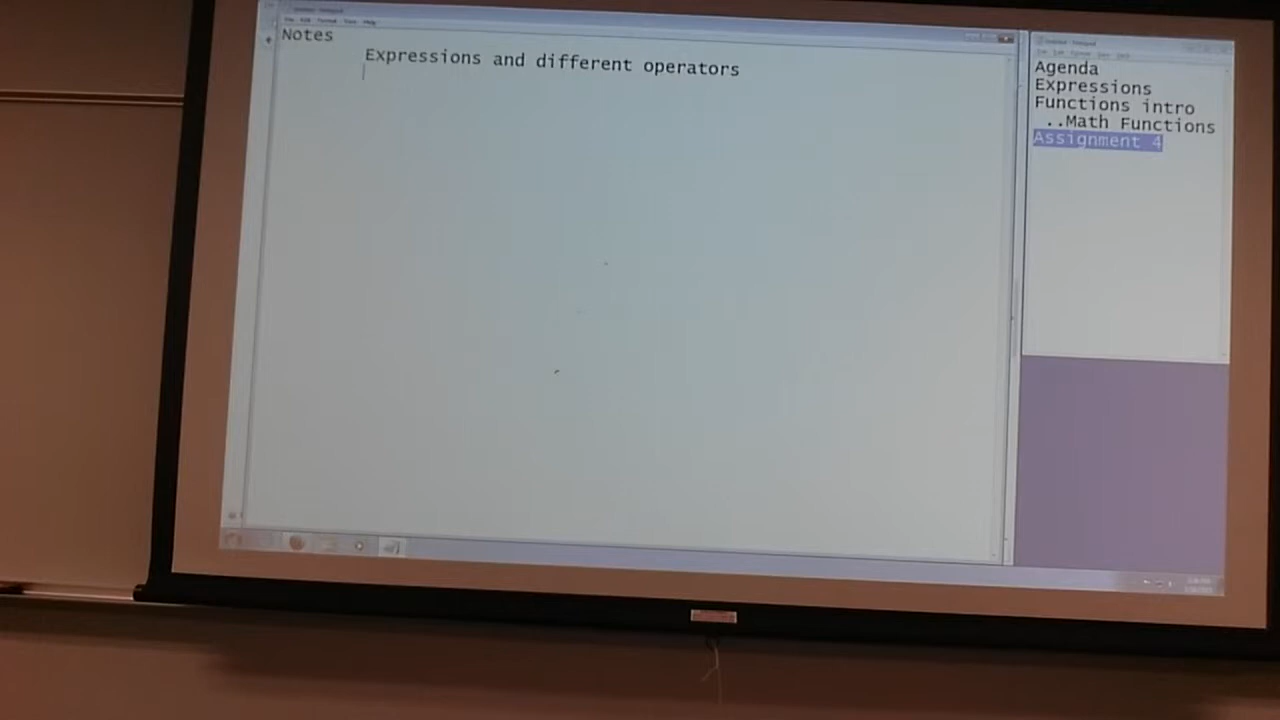 Notes
Expressions and different operators
Agenda
Expressions
Functions intro
..Math Functions
Assignment 4